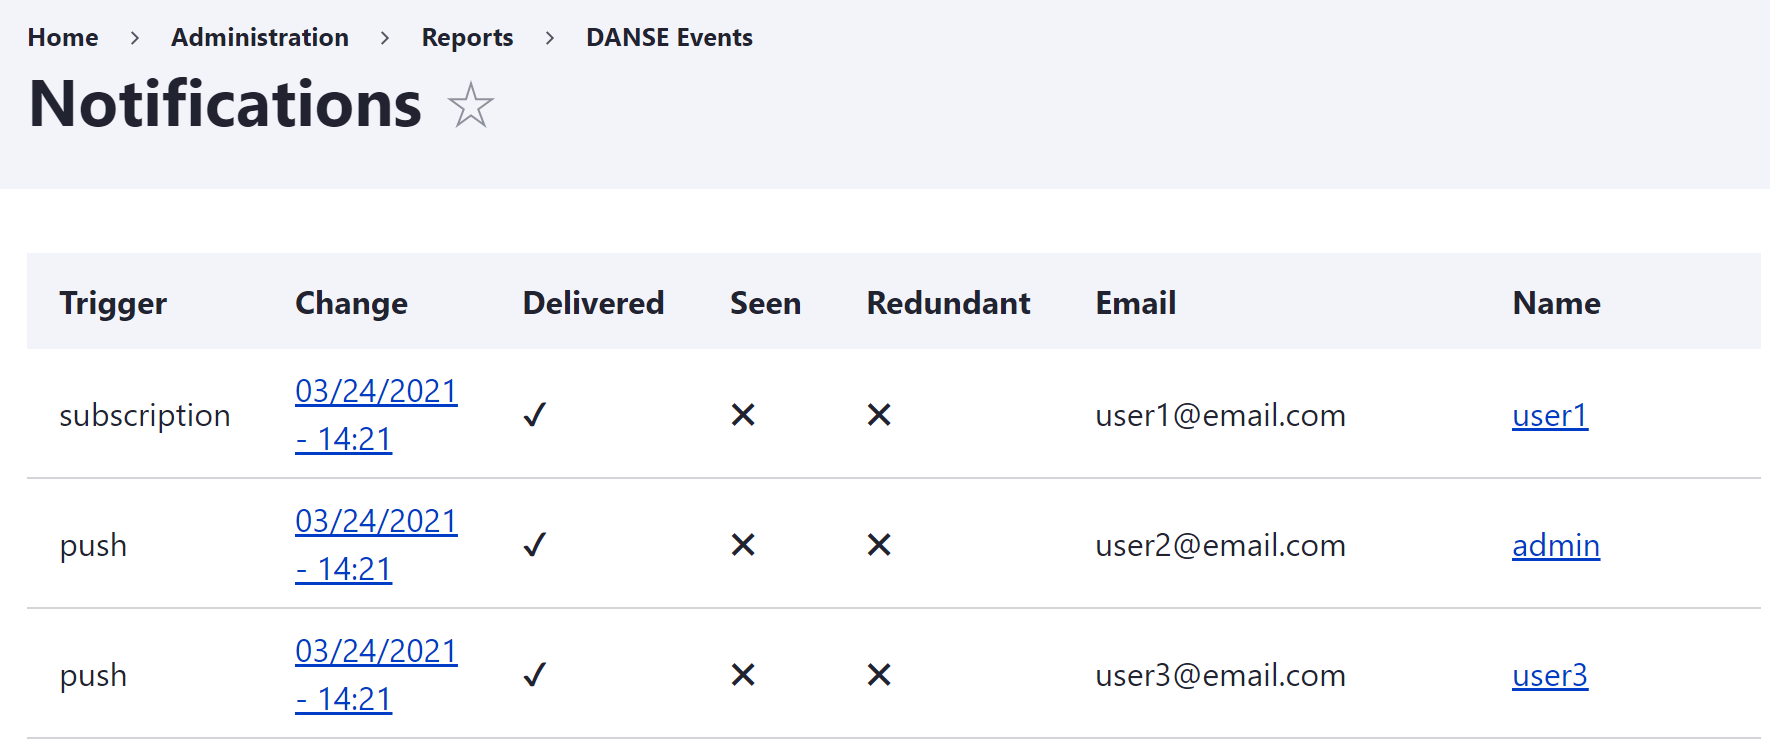 Home > Administration > Reports > DANSE Events
Notifications ☆
Trigger Change Delivered Seen Redundant Email Name
subscription 03/24/2021 - 14:21 ✓ ✕ ✕ user1@email.com user1
push 03/24/2021 - 14:21 ✓ ✕ ✕ user2@email.com admin
push 03/24/2021 - 14:21 ✓ ✕ ✕ user3@email.com user3